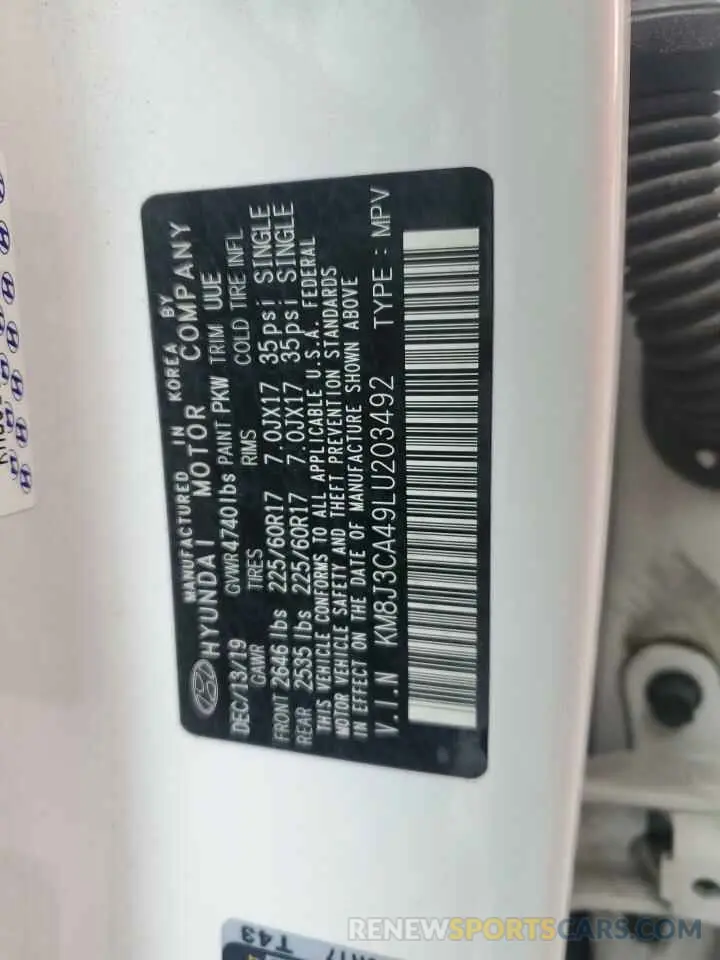 MANUFACTURED IN KOREA BY
HYUNDAI MOTOR COMPANY
DEC/13/19 GVWR 4740lbs PAINT PKW TRIM UUE
GAWR TIRES RIMS COLD TIRE INFL
FRONT 2646lbs 225/60R17 7.0JX17 35psi SINGLE
REAR 2535lbs 225/60R17 7.0JX17 35psi SINGLE
THIS VEHICLE CONFORMS TO ALL APPLICABLE U.S.A. FEDERAL
MOTOR VEHICLE SAFETY AND THEFT PREVENTION STANDARDS
IN EFFECT ON THE DATE OF MANUFACTURE SHOWN ABOVE
V.I.N KM8J3CA49LU203492 TYPE : MPV
T43
RENEWSPORTSCARS.COM